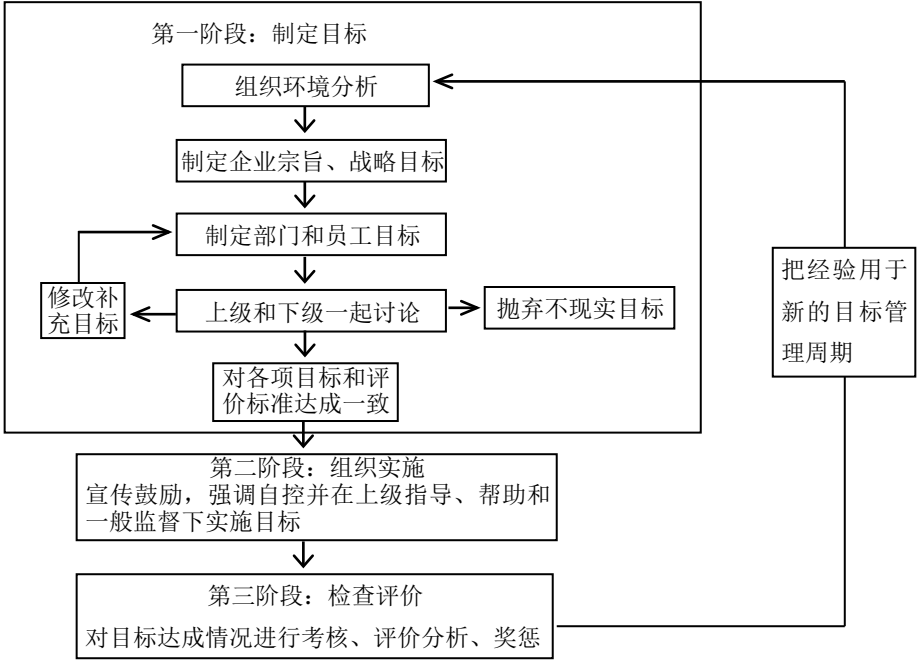 第一阶段：制定目标
组织环境分析
制定企业宗旨、战略目标
制定部门和员工目标
修改补
充目标
上级和下级一起讨论
抛弃不现实目标
对各项目标和评
价标准达成一致
第二阶段：组织实施
宣传鼓励，强调自控并在上级指导、帮助和
一般监督下实施目标
第三阶段：检查评价
对目标达成情况进行考核、评价分析、奖惩
把经验用于
新的目标管
理周期